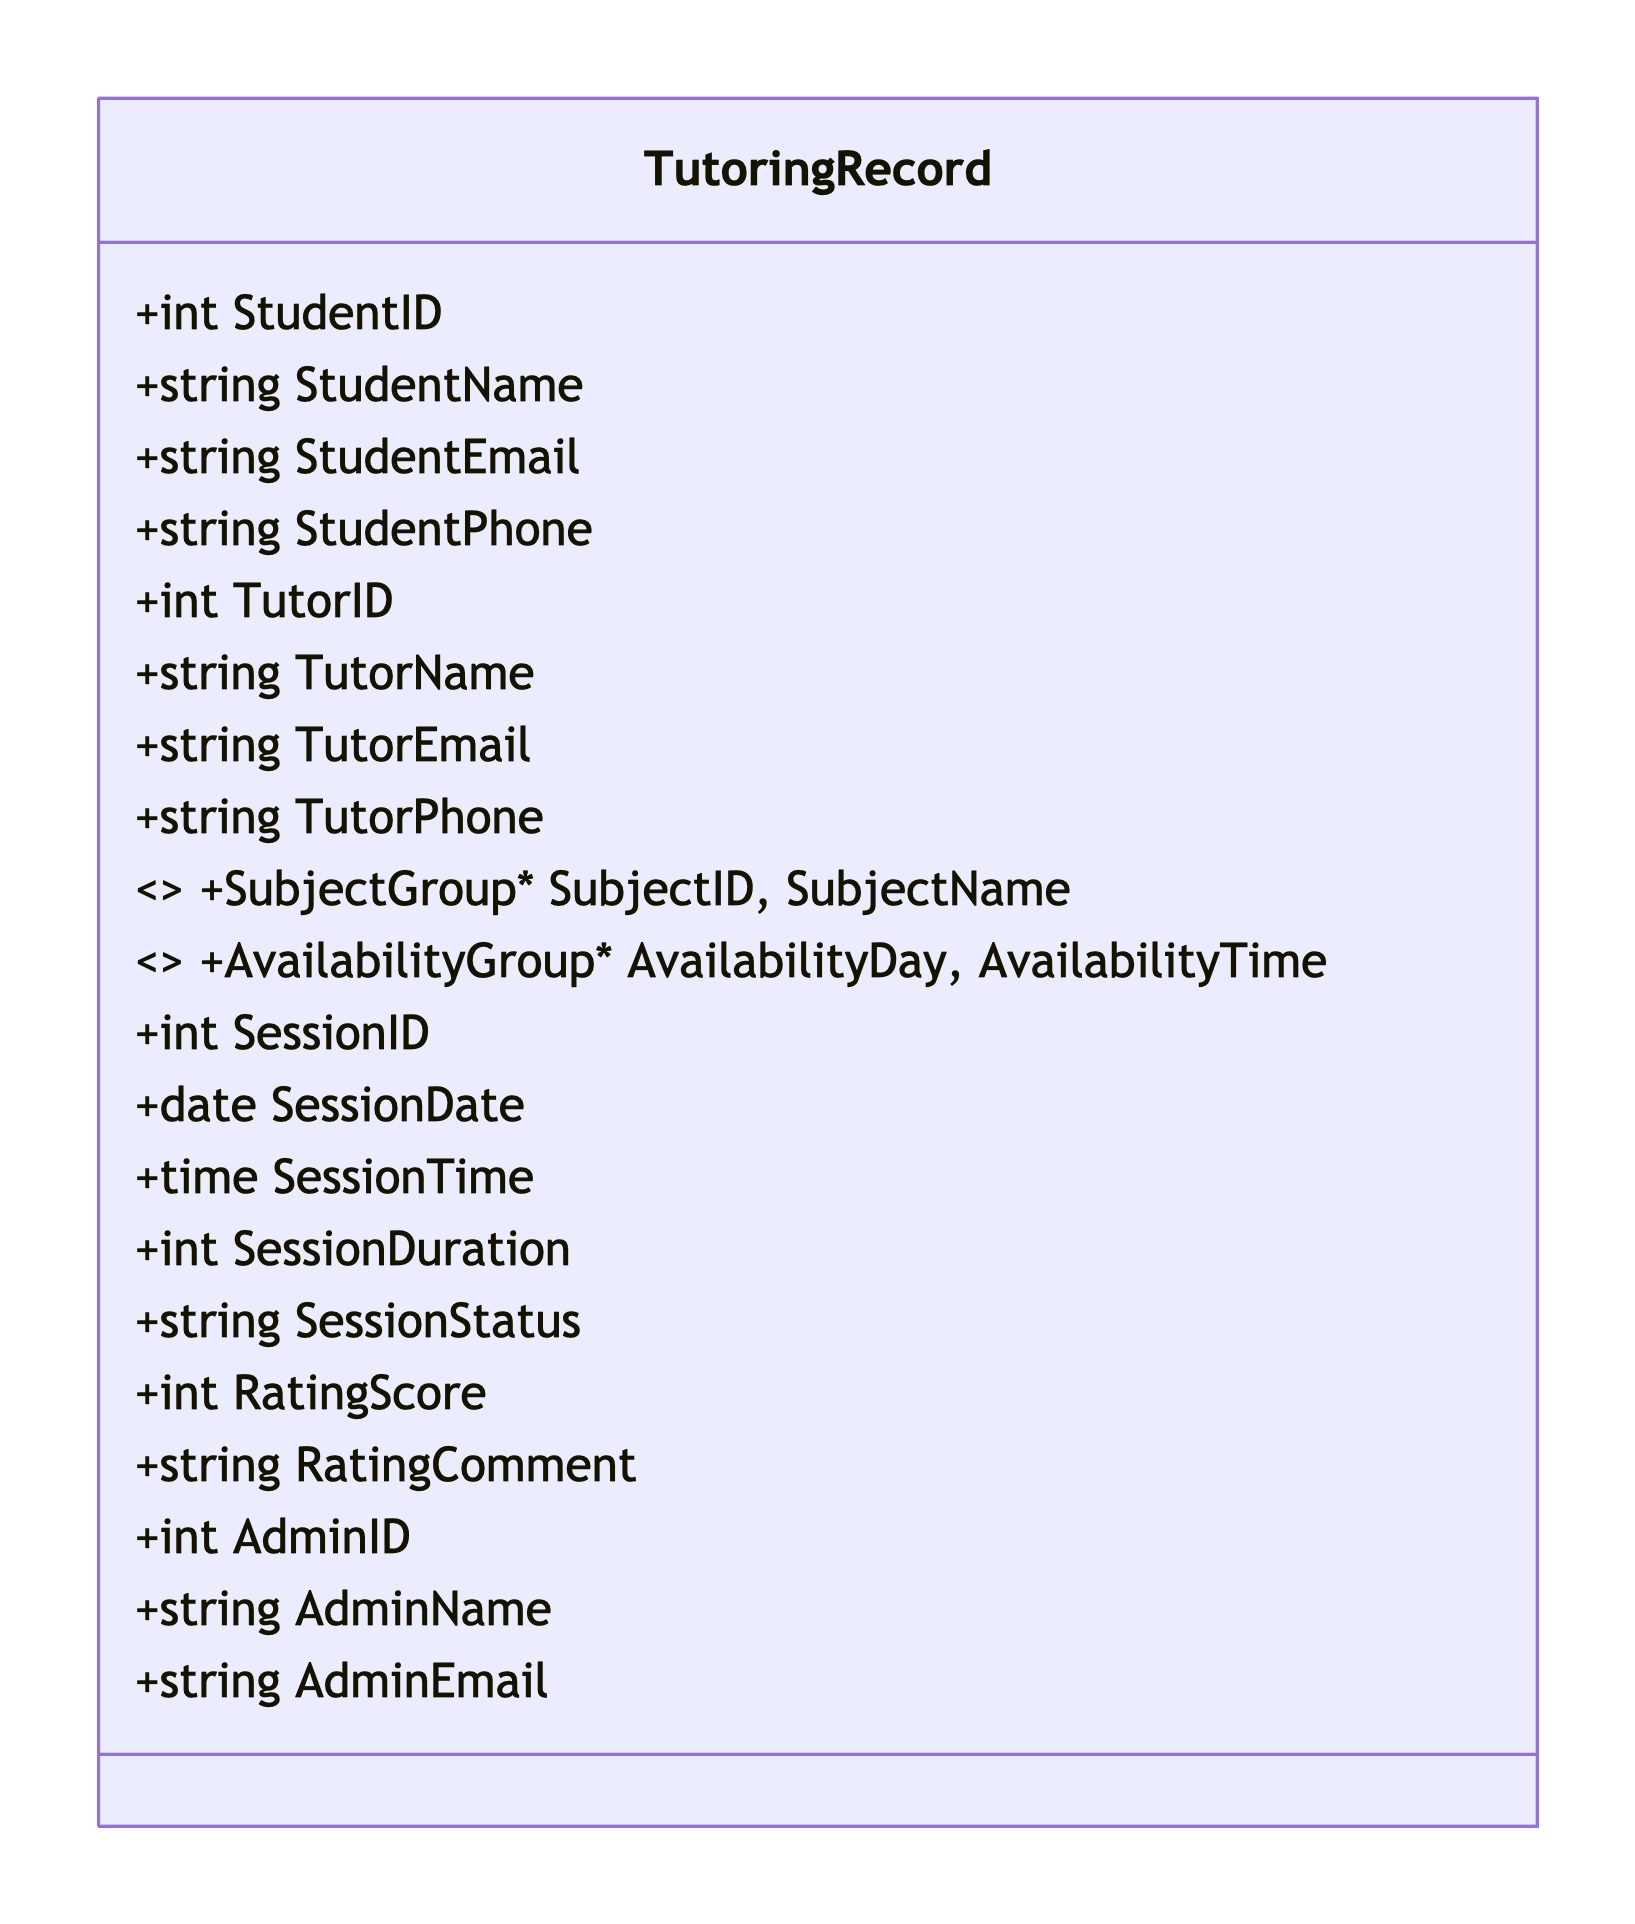 TutoringRecord
+int StudentID
+string StudentName
+string StudentEmail
+string StudentPhone
+int TutorID
+string TutorName
+string TutorEmail
+string TutorPhone
<> +SubjectGroup* SubjectID, SubjectName
<> +AvailabilityGroup* AvailabilityDay, AvailabilityTime
+int SessionID
+date SessionDate
+time SessionTime
+int SessionDuration
+string SessionStatus
+int RatingScore
+string RatingComment
+int AdminID
+string AdminName
+string AdminEmail